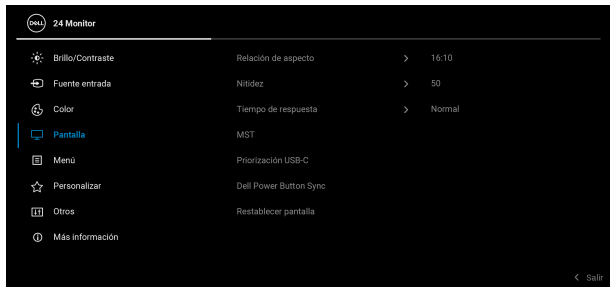 DELL 24 Monitor
Brillo/Contraste Relación de aspecto > 16:10
Fuente entrada Nitidez > 50
Color Tiempo de respuesta > Normal
Pantalla MST
Menú Priorización USB-C
Personalizar Dell Power Button Sync
Otros Restablecer pantalla
Más información
< Salir